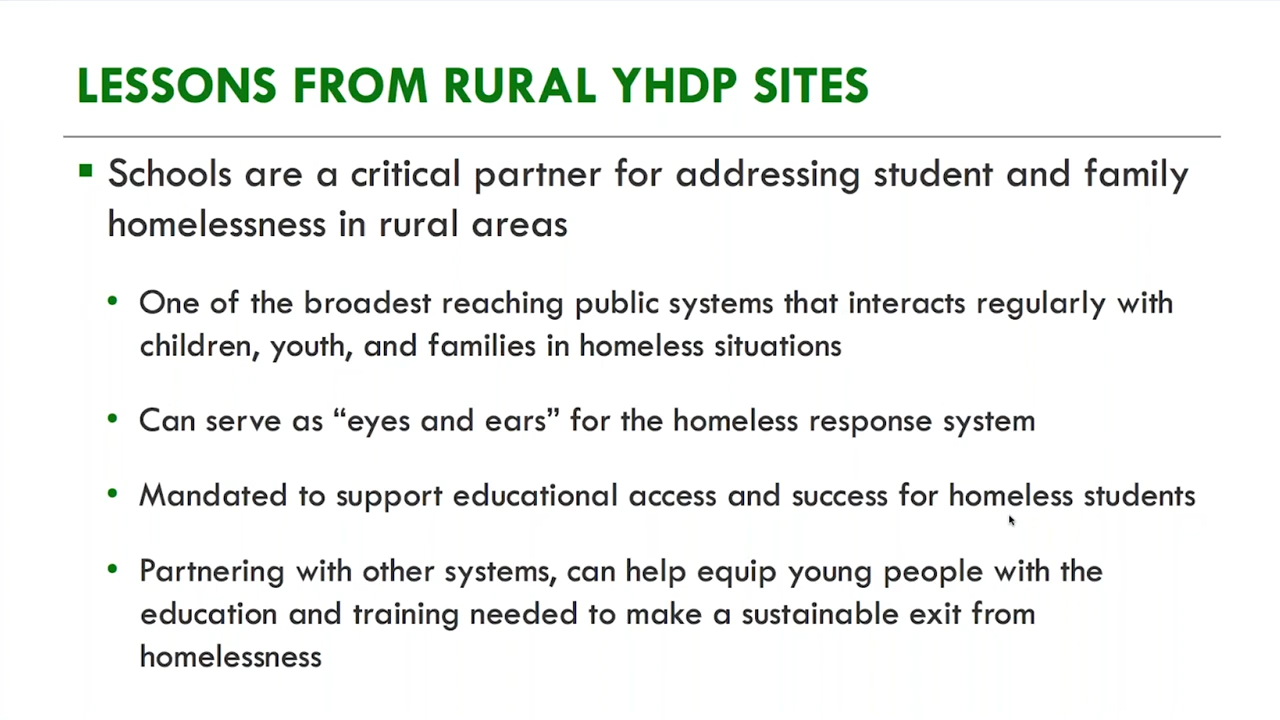 LESSONS FROM RURAL YHDP SITES
Schools are a critical partner for addressing student and family
homelessness in rural areas
One of the broadest reaching public systems that interacts regularly with
children, youth, and families in homeless situations
Can serve as “eyes and ears” for the homeless response system
Mandated to support educational access and success for homeless students
Partnering with other systems, can help equip young people with the
education and training needed to make a sustainable exit from
homelessness